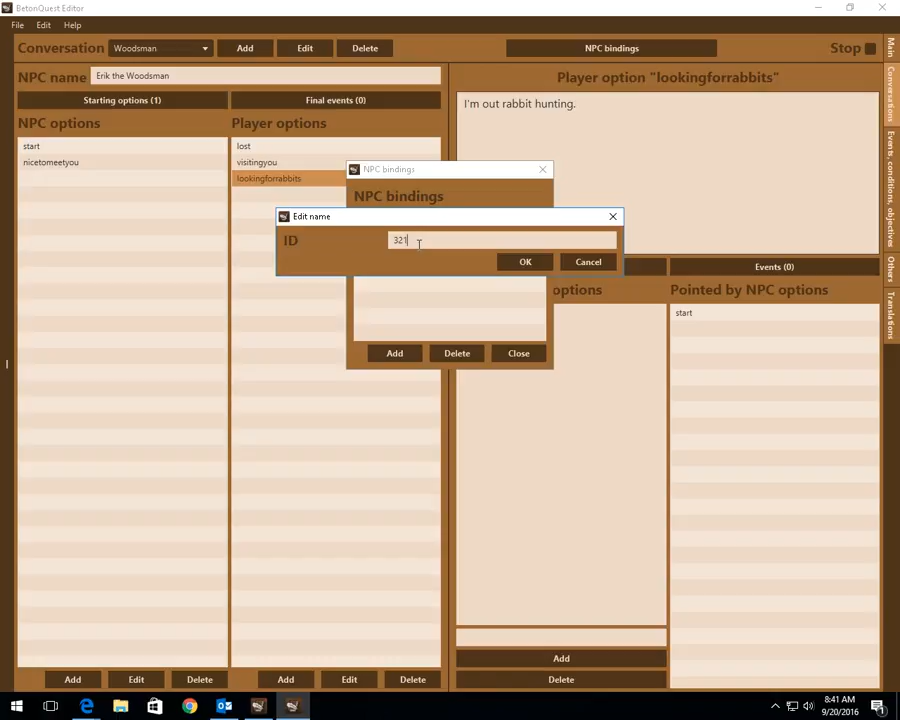 BetonQuest Editor
File Edit Help
Conversation Woodsman Add Edit Delete NPC bindings Stop
NPC name Erik the Woodsman
Starting options (1) Final events (0)
NPC options Player options
start
nicetomeetyou
lost
visitingyou
lookingforrabbits
Add Edit Delete
Add Edit Delete
Player option "lookingforrabbits"
I'm out rabbit hunting.
NPC bindings
NPC bindings
Edit name
ID 321
OK Cancel
Add Delete Close
Events (0)
options Pointed by NPC options
start
Add
Delete
Main
Conversations
Events, conditions, objectives
Others
Translations
8:41 AM
9/20/2016
1